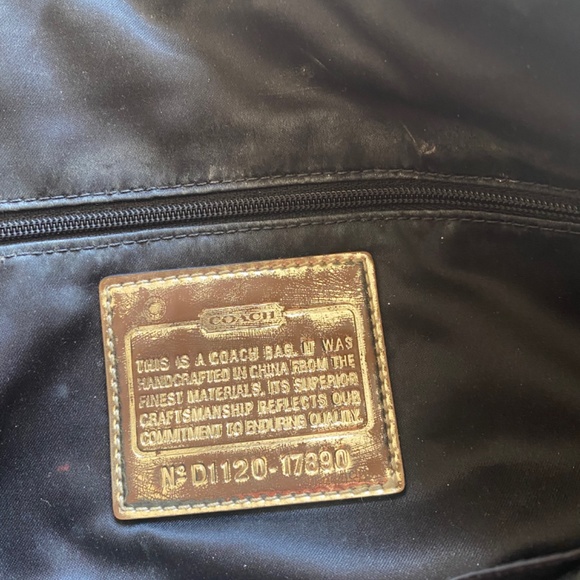 COACH
THIS IS A COACH BAG. IT WAS
HANDCRAFTED IN CHINA FROM THE
FINEST MATERIALS. ITS SUPERIOR
CRAFTSMANSHIP REFLECTS OUR
COMMITMENT TO ENDURING QUALITY.
Nº D1120-17890